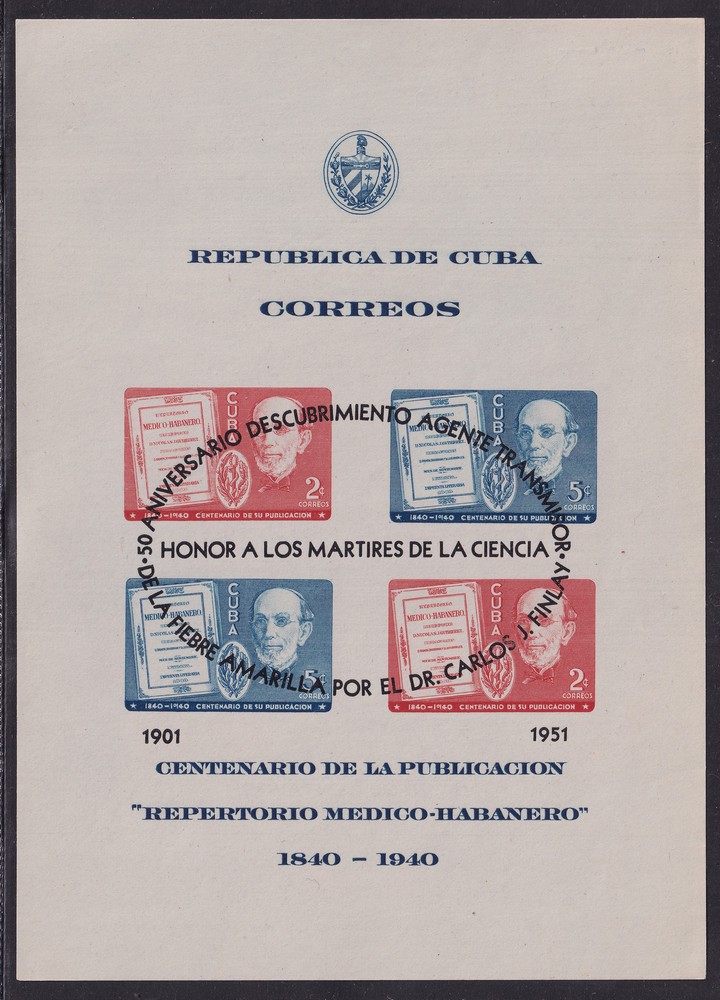 REPUBLICA DE CUBA
CORREOS
MEDICO-HABANERO
CUBA
2¢
CORREOS
1840-1940 CENTENARIO DE SU PUBLICACION
MEDICO-HABANERO
CUBA
5¢
CORREOS
1840-1940 CENTENARIO DE SU PUBLICACION
•50 ANIVERSARIO DESCUBRIMIENTO AGENTE TRANSMISOR•
HONOR A LOS MARTIRES DE LA CIENCIA
DE LA FIEBRE AMARILLA POR EL DR. CARLOS J. FINLAY
MEDICO-HABANERO
CUBA
5¢
CORREOS
1840-1940 CENTENARIO DE SU PUBLICACION
MEDICO-HABANERO
CUBA
2¢
CORREOS
1840-1940 CENTENARIO DE SU PUBLICACION
1901
1951
CENTENARIO DE LA PUBLICACION
"REPERTORIO MEDICO-HABANERO"
1840 - 1940